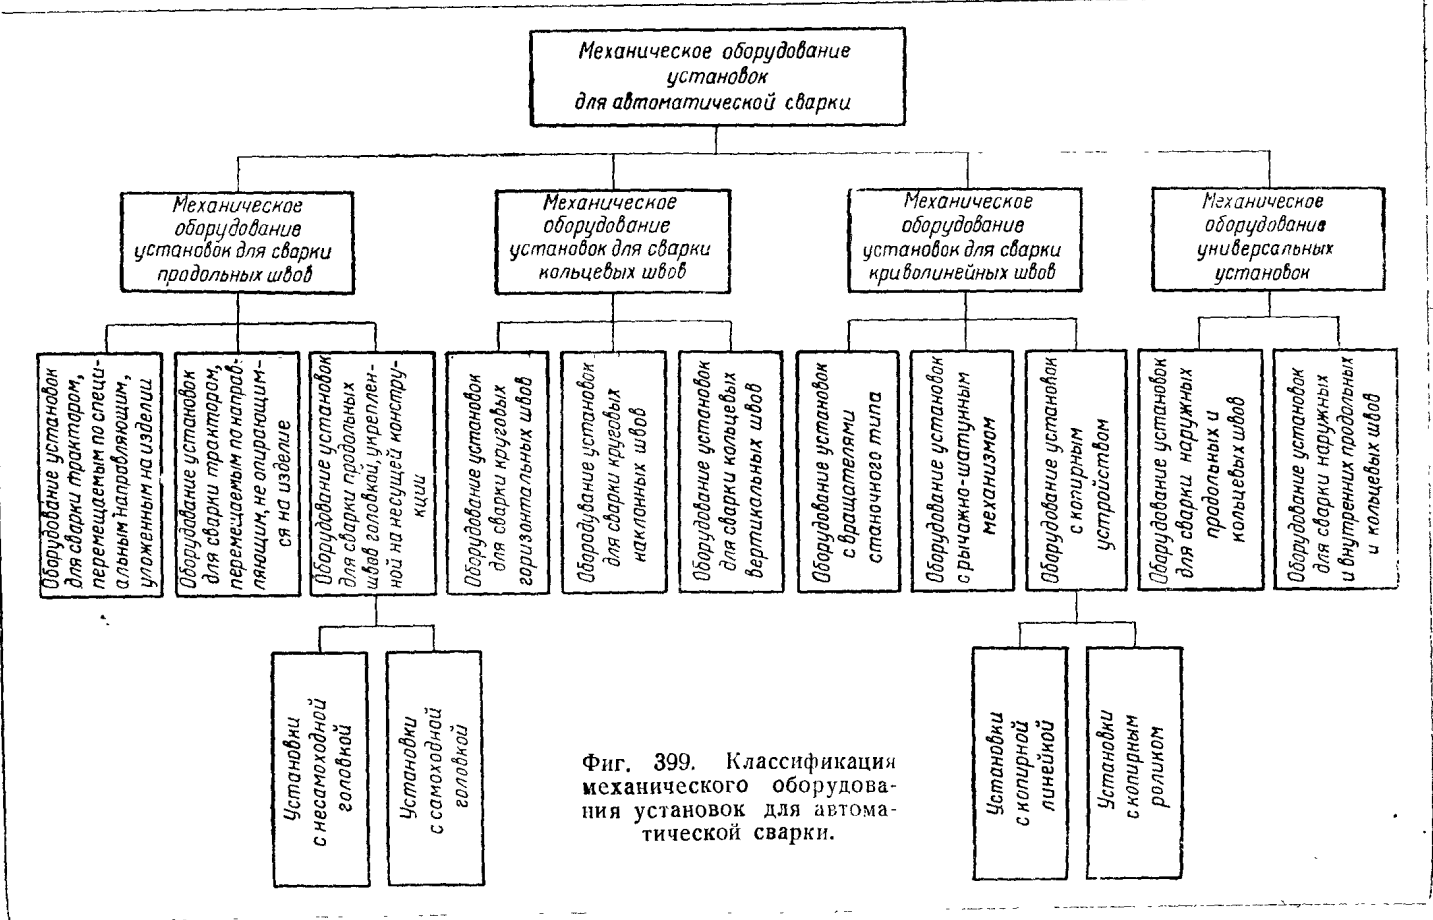 Механическое оборудование
установок
для автоматической сварки
Механическое
оборудование
установок для сварки
продольных швов
Механическое
оборудование
установок для сварки
кольцевых швов
Механическое
оборудование
установок для сварки
криволинейных швов
Механическое
оборудование
универсальных
установок
Оборудование установок
для сварки трактором,
перемещаемым по специ-
альным направляющим,
уложенным на изделии
Оборудование установок
для сварки трактором,
перемещаемым по направ-
ляющим, не опирающим-
ся на изделие
Оборудование установок
для сварки продольных
швов головкой, укреплен-
ной на несущей констру-
кции
Оборудование установок
для сварки круговых
горизонтальных швов
Оборудование установок
для сварки круговых
наклонных швов
Оборудование установок
для сварки кольцевых
вертикальных швов
Оборудование установок
с вращателями
станочного типа
Оборудование установок
с рычажно-шатунным
механизмом
Оборудование установок
с копирным
устройством
Оборудование установок
для сварки наружных
продольных и
кольцевых швов
Оборудование установок
для сварки наружных
и внутренних продольных
и кольцевых швов
Установки
с несамоходной
головкой
Установки
с самоходной
головкой
Установки
с копирной
линейкой
Установки
с копирным
роликом
Фиг. 399. Классификация
механического оборудова-
ния установок для автома-
тической сварки.